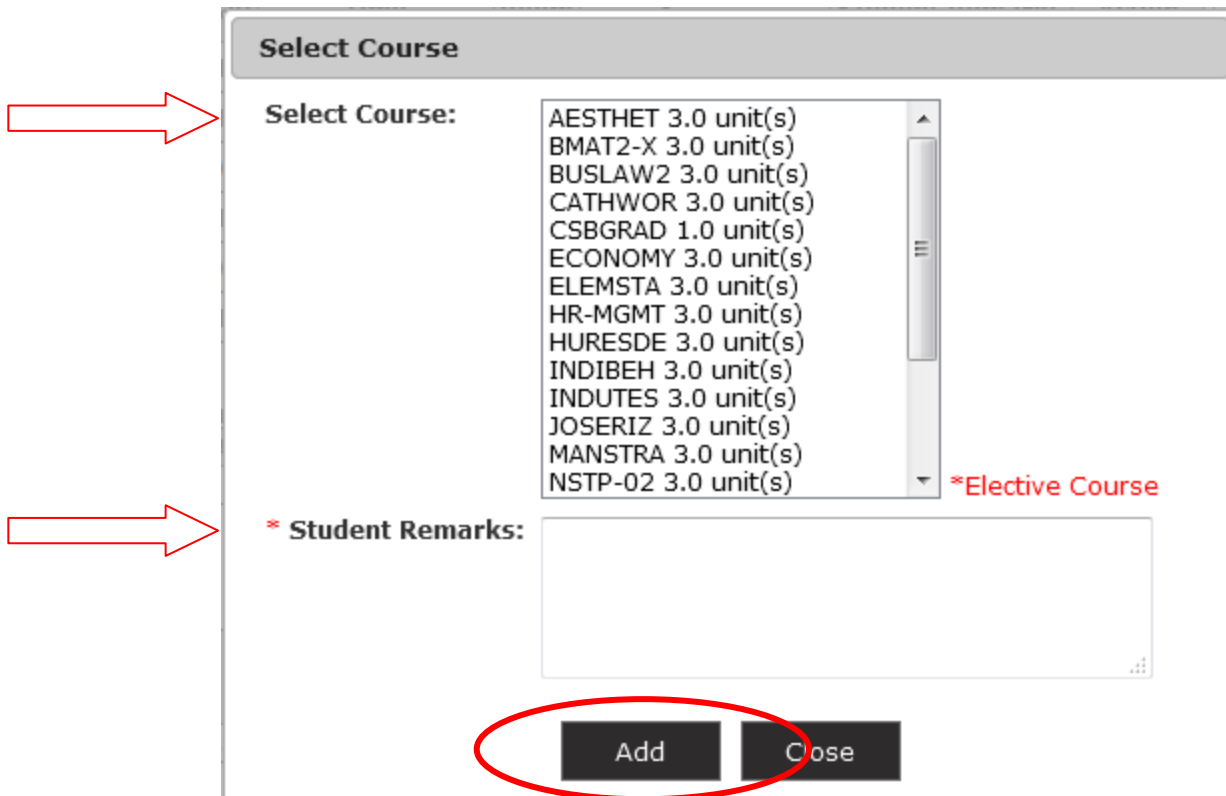 Select Course
Select Course:
AESTHET 3.0 unit(s)
BMAT2-X 3.0 unit(s)
BUSLAW2 3.0 unit(s)
CATHWOR 3.0 unit(s)
CSBGRAD 1.0 unit(s)
ECONOMY 3.0 unit(s)
ELEMSTA 3.0 unit(s)
HR-MGMT 3.0 unit(s)
HURESDE 3.0 unit(s)
INDIBEH 3.0 unit(s)
INDUTES 3.0 unit(s)
JOSERIZ 3.0 unit(s)
MANSTRA 3.0 unit(s)
NSTP-02 3.0 unit(s)
*Elective Course
* Student Remarks:
Add Close